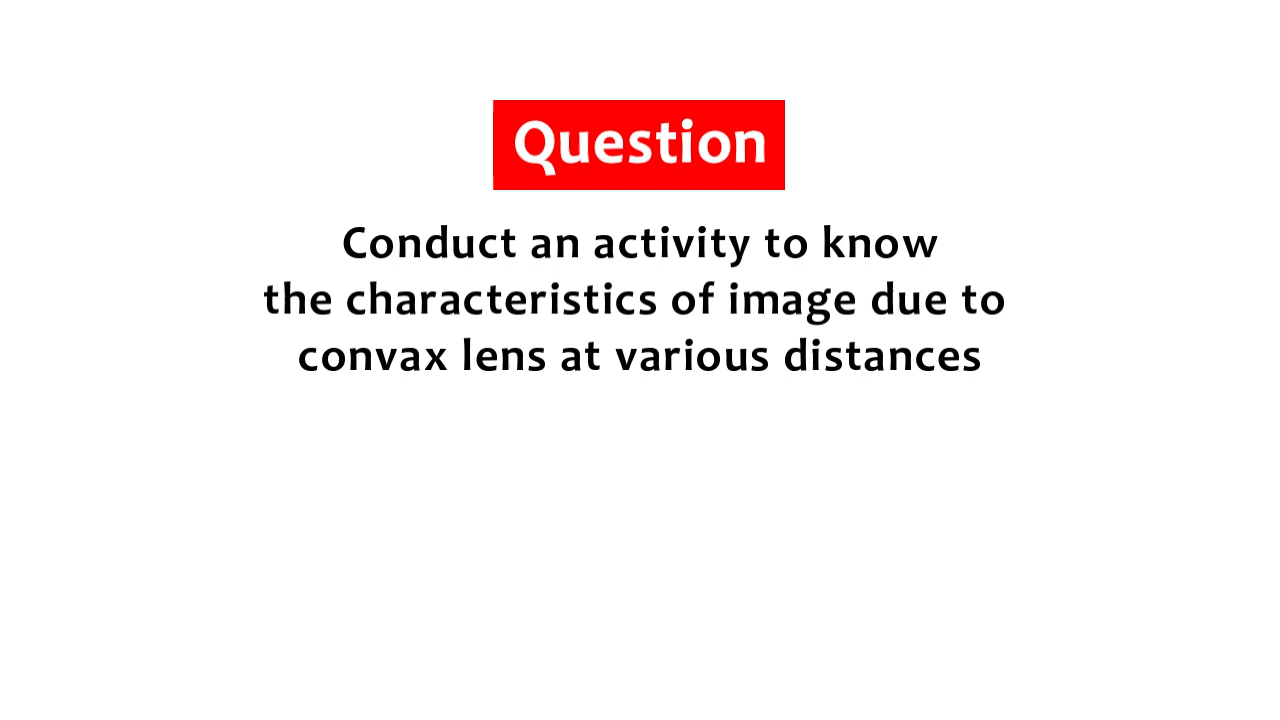 Question
Conduct an activity to know
the characteristics of image due to
convax lens at various distances